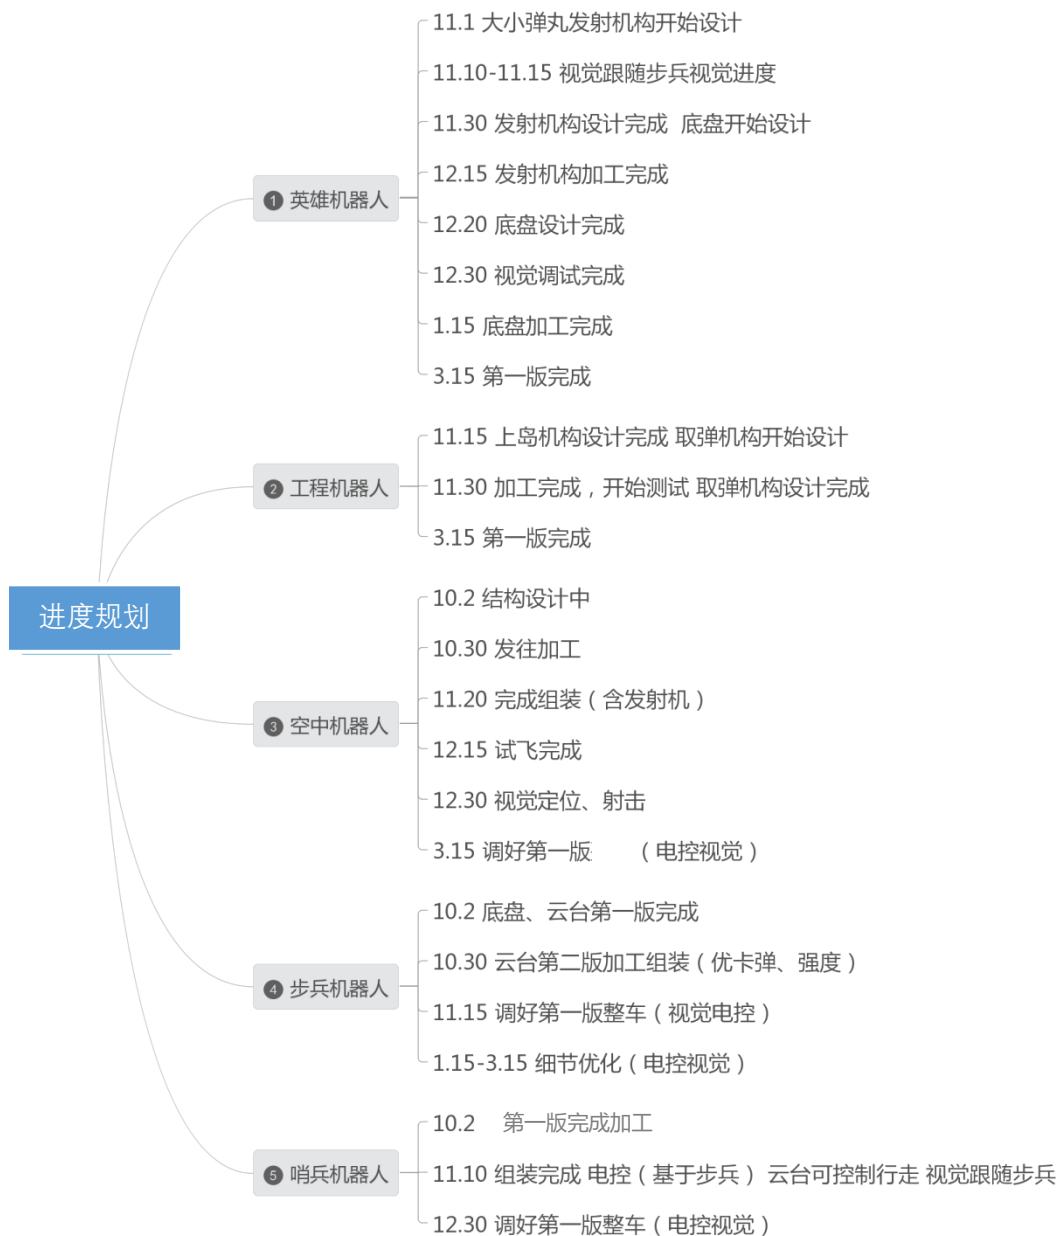 11.1 大小弹丸发射机构开始设计
11.10-11.15 视觉跟随步兵视觉进度
11.30 发射机构设计完成 底盘开始设计
12.15 发射机构加工完成
① 英雄机器人
12.20 底盘设计完成
12.30 视觉调试完成
1.15 底盘加工完成
3.15 第一版完成
11.15 上岛机构设计完成 取弹机构开始设计
② 工程机器人
11.30 加工完成，开始测试 取弹机构设计完成
3.15 第一版完成
进度规划
10.2 结构设计中
10.30 发往加工
11.20 完成组装（含发射机）
③ 空中机器人
12.15 试飞完成
12.30 视觉定位、射击
3.15 调好第一版 （电控视觉）
10.2 底盘、云台第一版完成
10.30 云台第二版加工组装（优卡弹、强度）
④ 步兵机器人
11.15 调好第一版整车（视觉电控）
1.15-3.15 细节优化（电控视觉）
10.2 第一版完成加工
⑤ 哨兵机器人
11.10 组装完成 电控（基于步兵） 云台可控制行走 视觉跟随步兵
12.30 调好第一版整车（电控视觉）